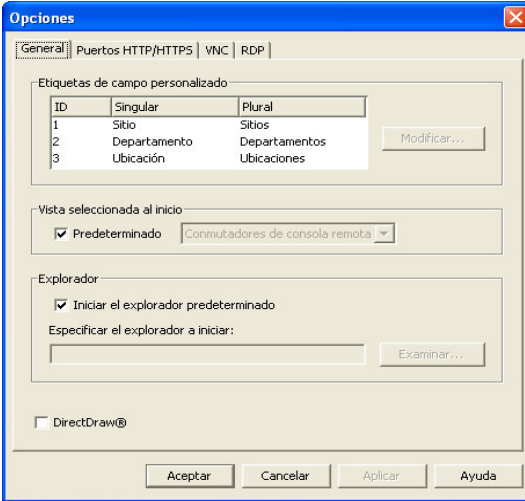 Opciones
General Puertos HTTP/HTTPS VNC RDP
Etiquetas de campo personalizado
ID Singular Plural
1 Sitio Sitios
2 Departamento Departamentos
3 Ubicación Ubicaciones
Modificar...
Vista seleccionada al inicio
Predeterminado Conmutadores de consola remota
Explorador
Iniciar el explorador predeterminado
Especificar el explorador a iniciar:
Examinar...
DirectDraw®
Aceptar Cancelar Aplicar Ayuda